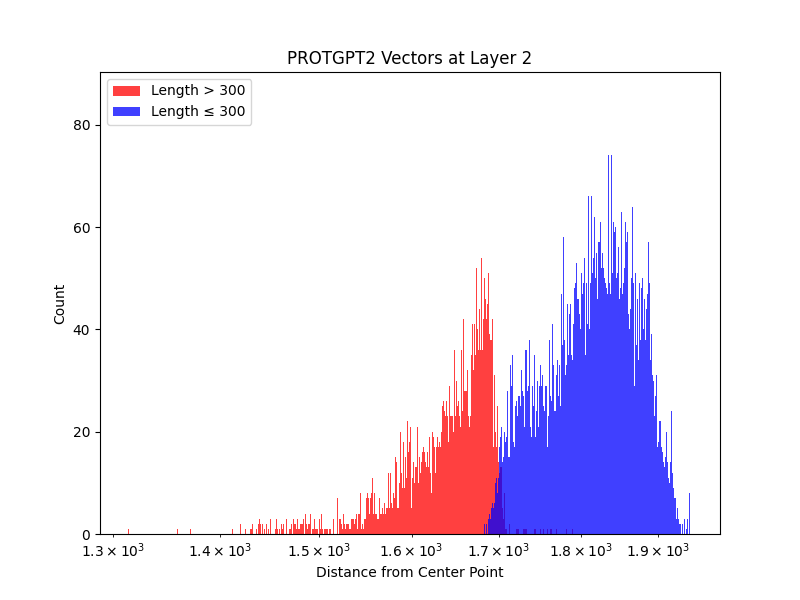 PROTGPT2 Vectors at Layer 2
Length > 300
Length ≤ 300
80
60
40
20
0
Count
1.3 × 10³ 1.4 × 10³ 1.5 × 10³ 1.6 × 10³ 1.7 × 10³ 1.8 × 10³ 1.9 × 10³
Distance from Center Point